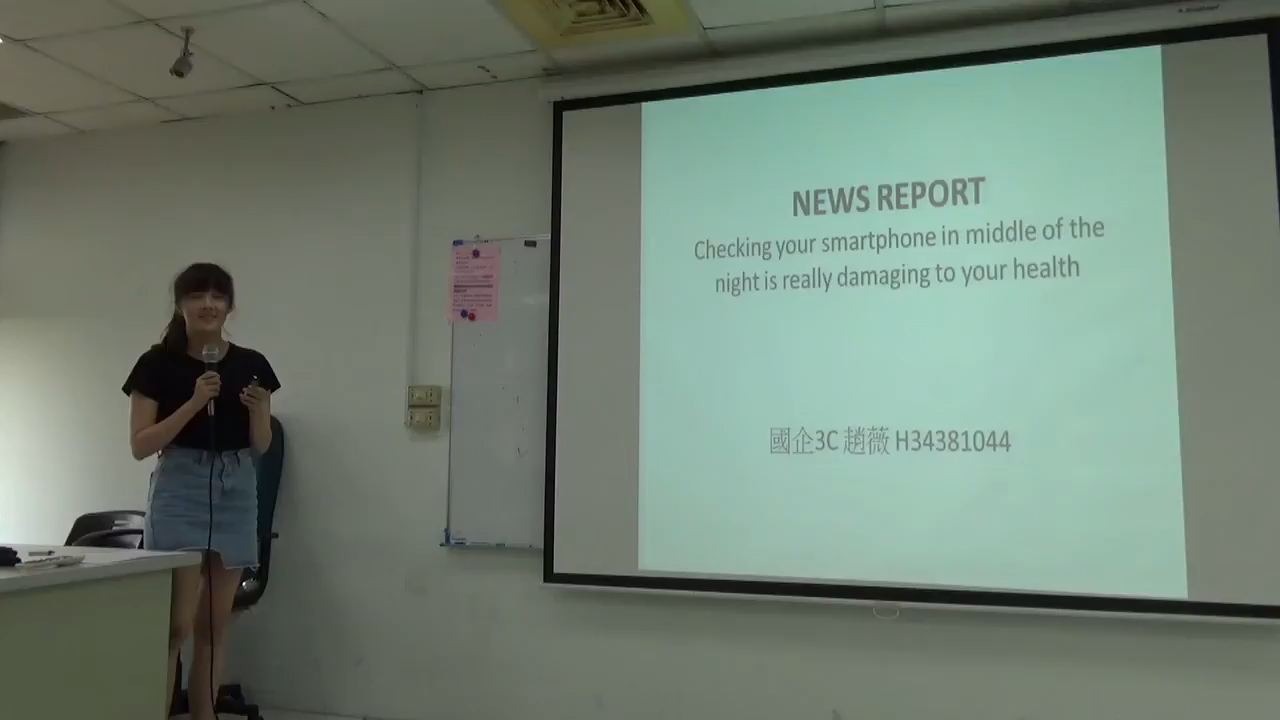 NEWS REPORT
Checking your smartphone in middle of the
night is really damaging to your health
國企3C 趙薇 H34381044